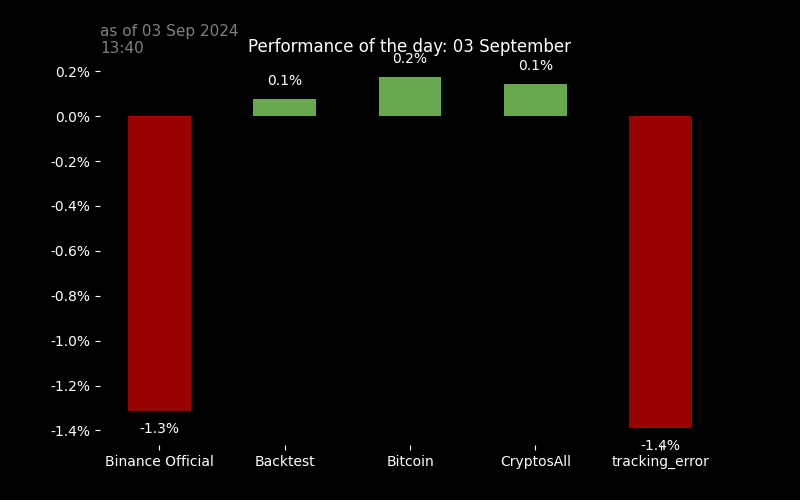 as of 03 Sep 2024
13:40
Performance of the day: 03 September
0.2%
0.0%
-0.2%
-0.4%
-0.6%
-0.8%
-1.0%
-1.2%
-1.4%
-1.3%
0.1%
0.2%
0.1%
-1.4%
Binance Official
Backtest
Bitcoin
CryptosAll
tracking_error